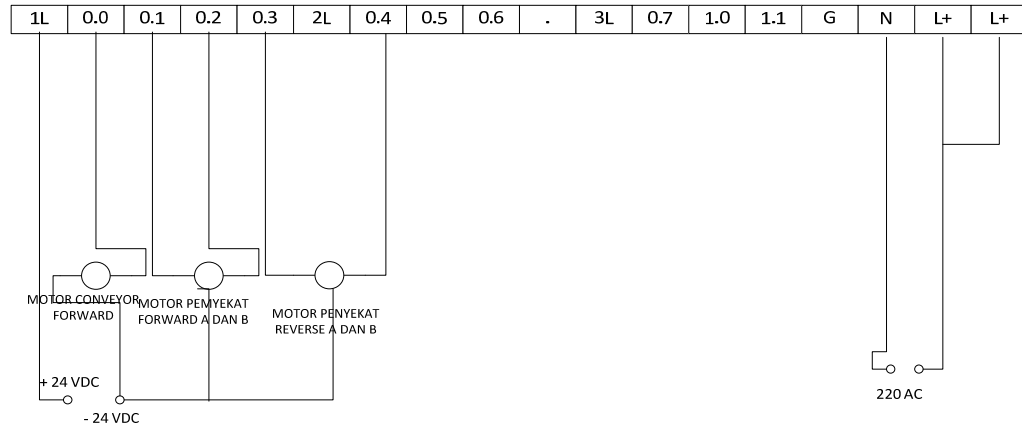 1L 0.0 0.1 0.2 0.3 2L 0.4 0.5 0.6 . 3L 0.7 1.0 1.1 G N L+ L+
MOTOR CONVEYOR
FORWARD
MOTOR PEMYEKAT
FORWARD A DAN B
MOTOR PENYEKAT
REVERSE A DAN B
+ 24 VDC
- 24 VDC
220 AC